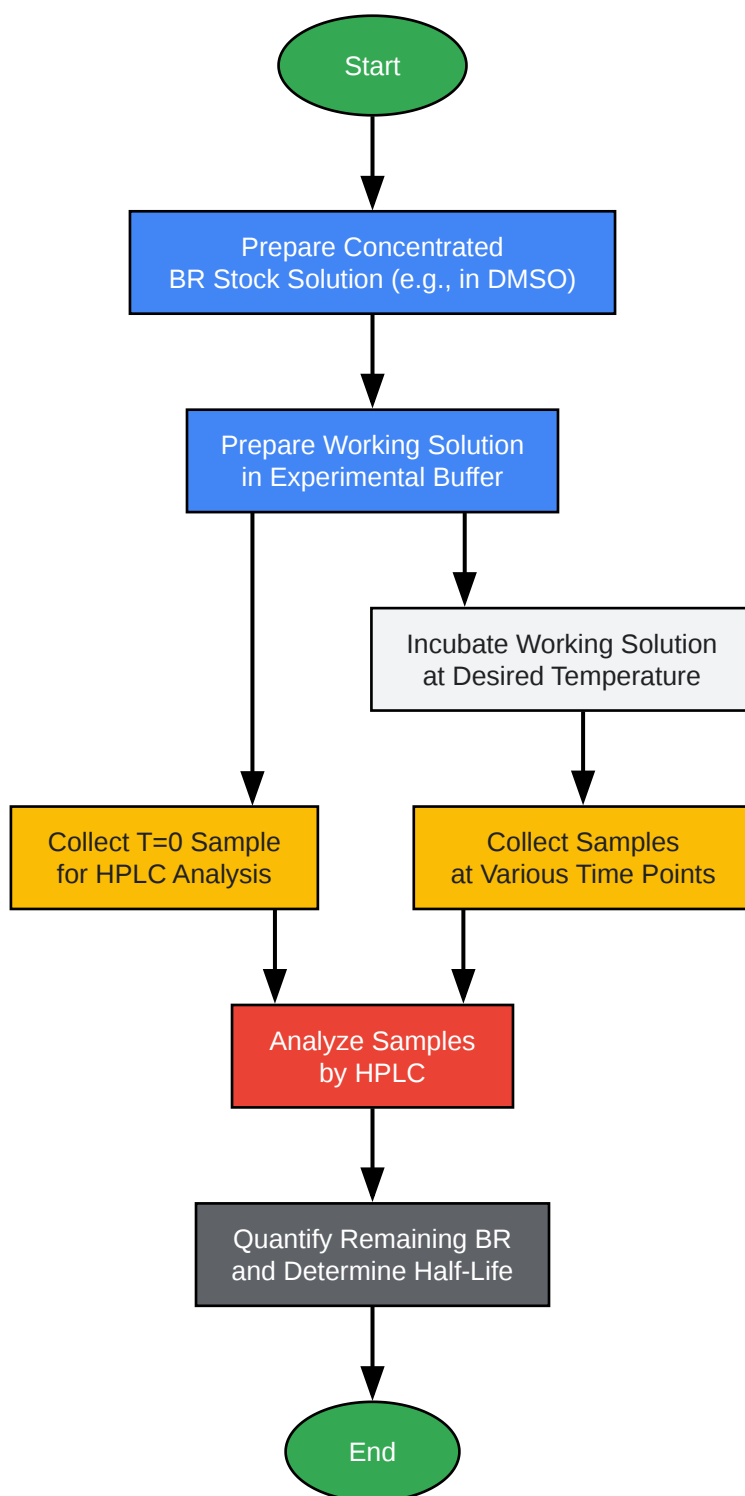 Start
Prepare Concentrated
BR Stock Solution (e.g., in DMSO)
Prepare Working Solution
in Experimental Buffer
Incubate Working Solution
at Desired Temperature
Collect T=0 Sample
for HPLC Analysis
Collect Samples
at Various Time Points
Analyze Samples
by HPLC
Quantify Remaining BR
and Determine Half-Life
End